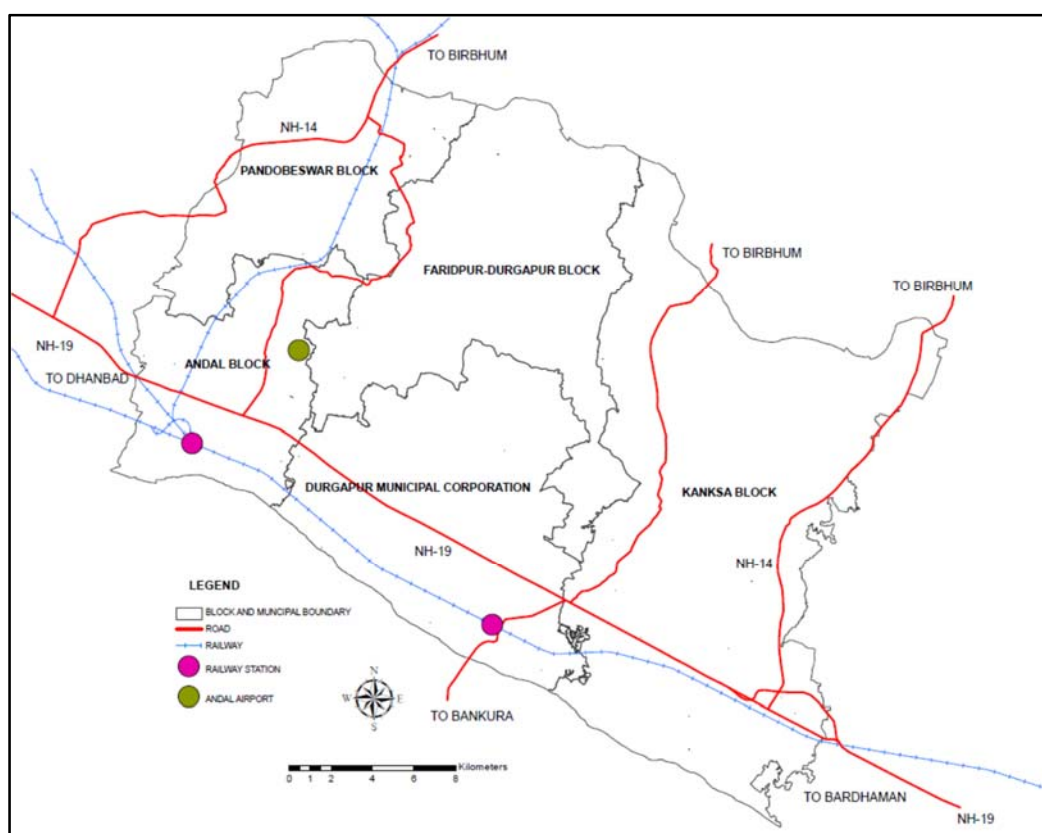 TO BIRBHUM
NH-14
PANDOBESWAR BLOCK
FARIDPUR-DURGAPUR BLOCK
TO BIRBHUM
TO BIRBHUM
NH-19
ANDAL BLOCK
TO DHANBAD
DURGAPUR MUNICIPAL CORPORATION
KANKSA BLOCK
NH-19
NH-14
LEGEND
BLOCK AND MUNCIPAL BOUNDARY
ROAD
RAILWAY
RAILWAY STATION
ANDAL AIRPORT
N
W E
S
TO BANKURA
Kilometers
0 1 2 4 6 8
TO BARDHAMAN
NH-19